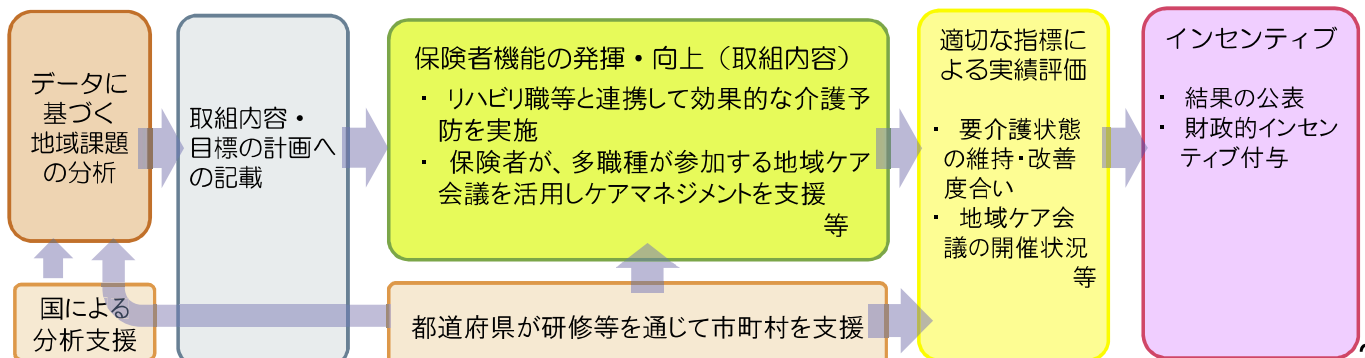 データに
基づく
地域課題
の分析
国による
分析支援
取組内容・
目標の計画へ
の記載
保険者機能の発揮・向上（取組内容）
・ リハビリ職等と連携して効果的な介護予
防を実施
・ 保険者が、多職種が参加する地域ケア
会議を活用しケアマネジメントを支援
等
都道府県が研修等を通じて市町村を支援
適切な指標に
よる実績評価
・ 要介護状態
の維持・改善
度合い
・ 地域ケア会
議の開催状況
等
インセンティブ
・ 結果の公表
・ 財政的インセン
ティブ付与